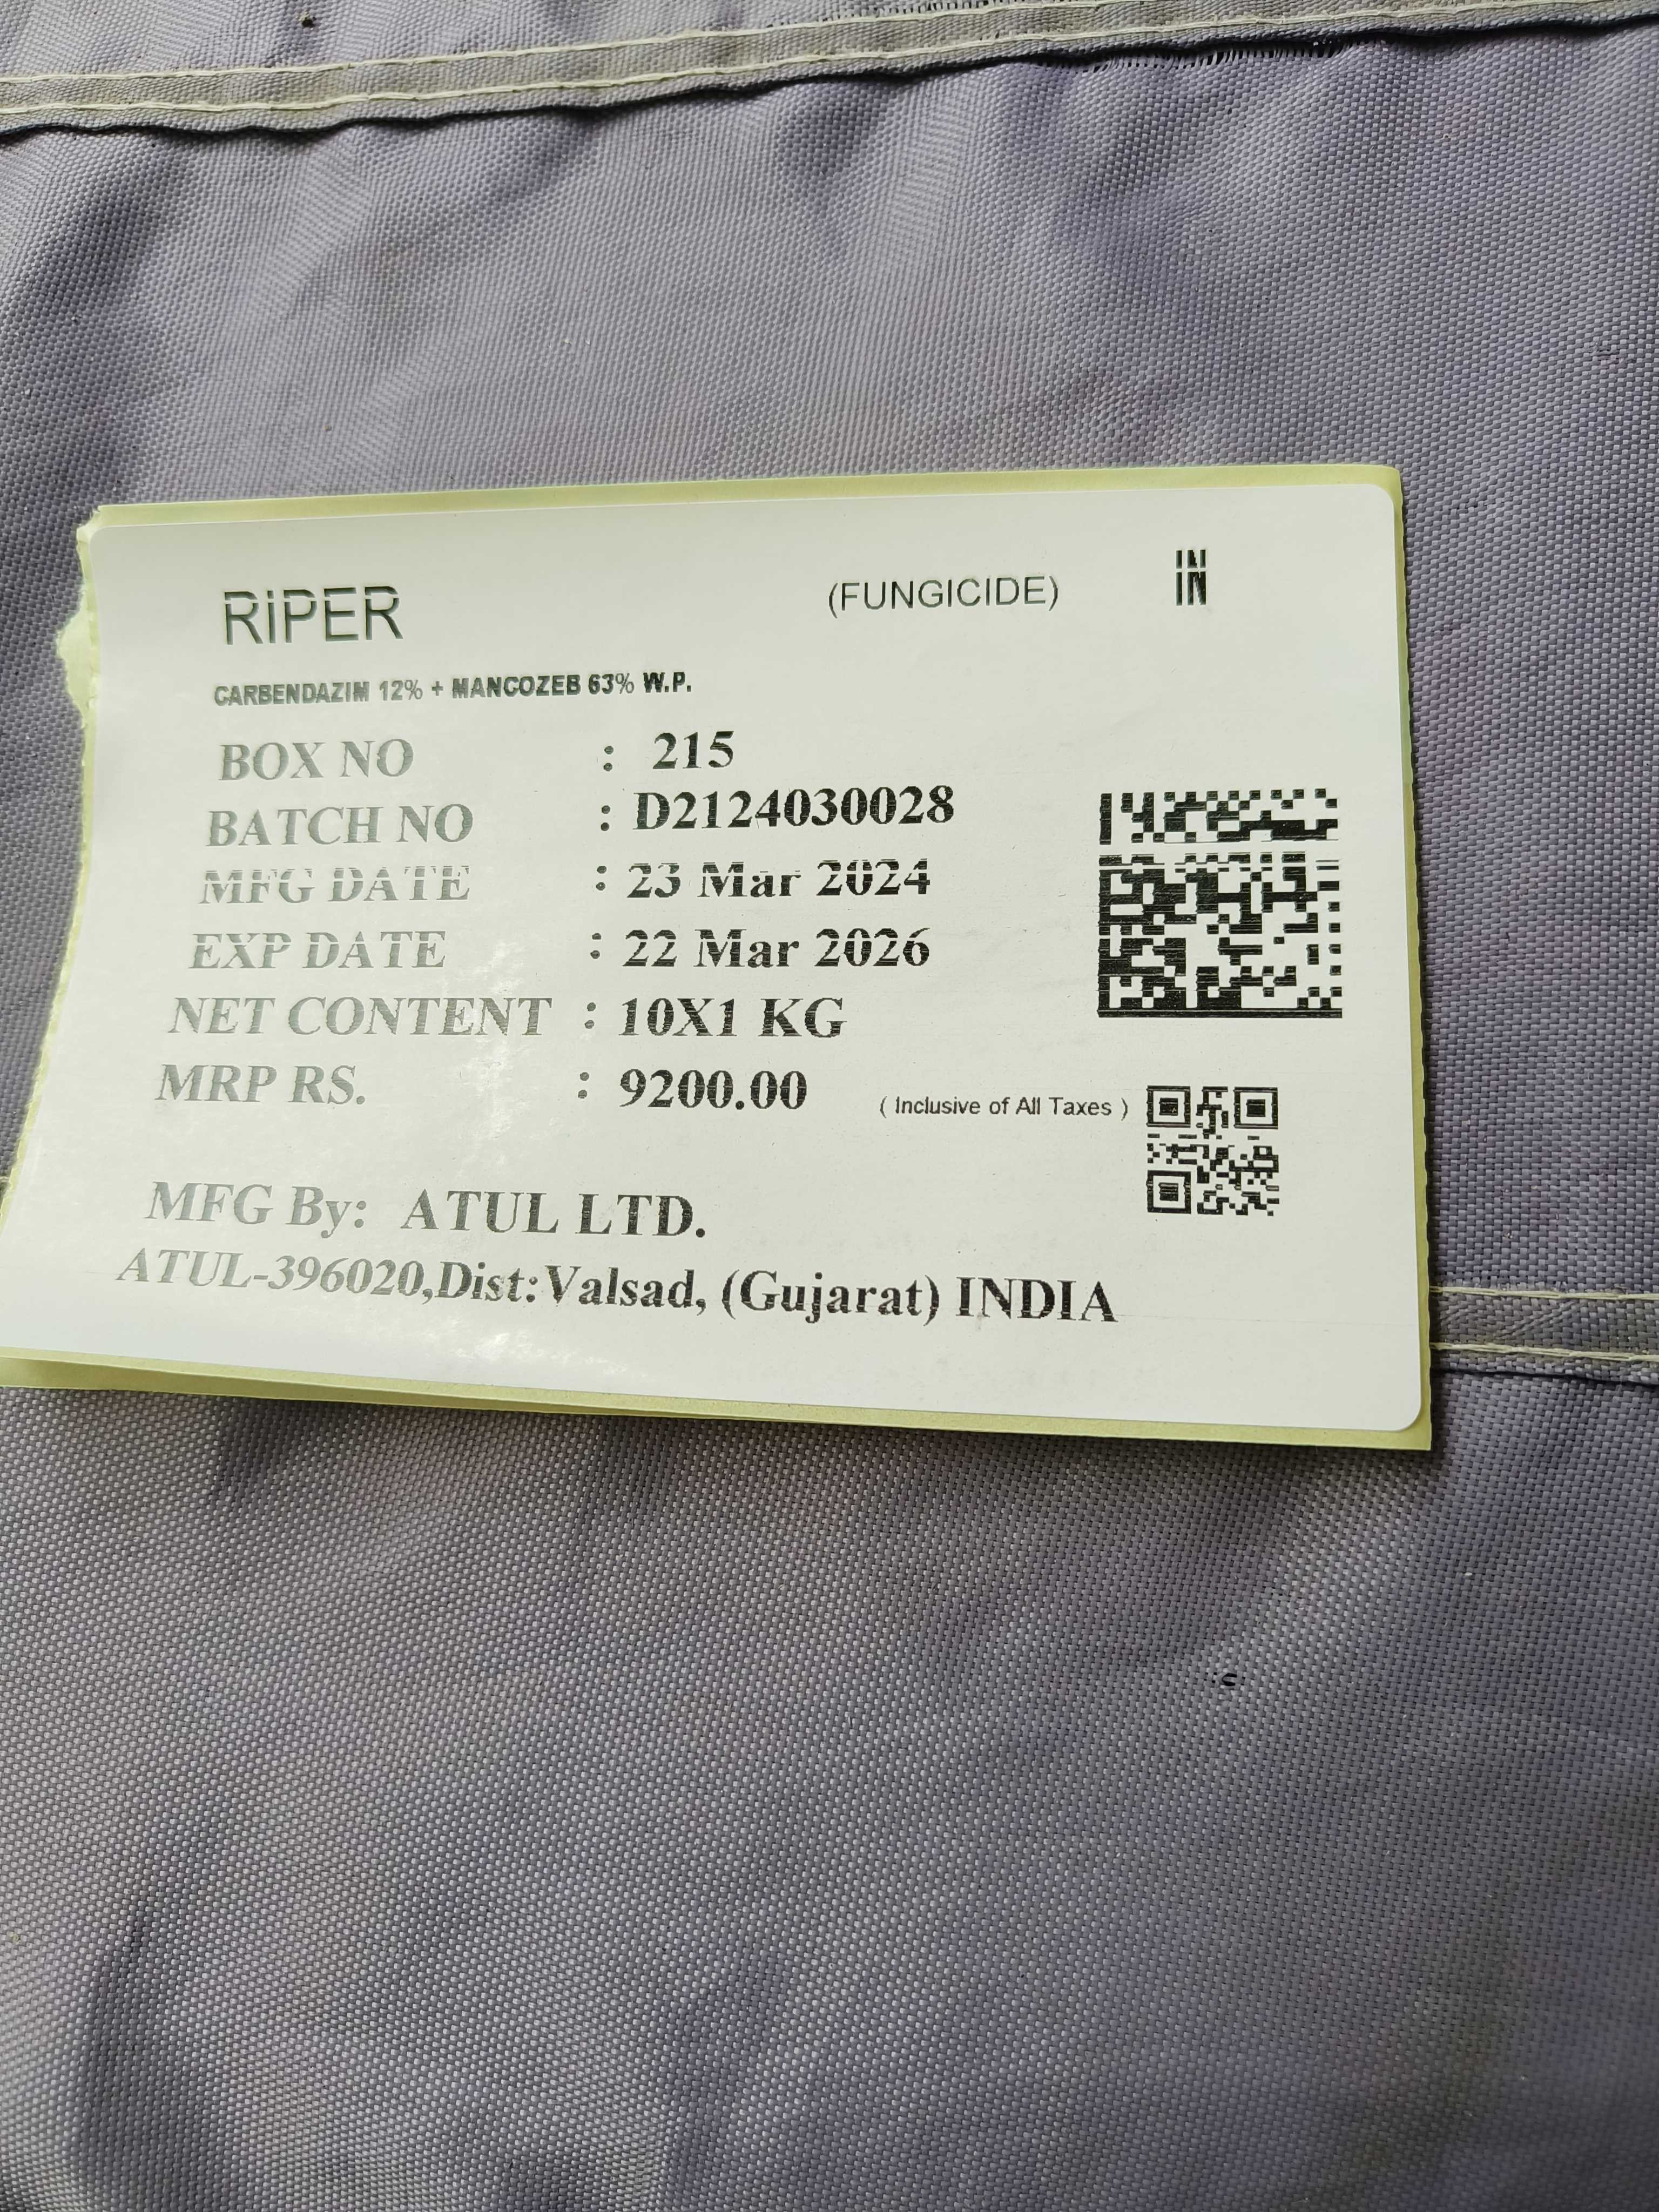 RiPER (FUNGICIDE) IN
CARBENDAZIM 12% + MANCOZEB 63% W.P.
BOX NO : 215
BATCH NO : D2124030028
MFG DATE : 23 Mar 2024
EXP DATE : 22 Mar 2026
NET CONTENT : 10X1 KG
MRP RS. : 9200.00 ( Inclusive of All Taxes )
MFG By: ATUL LTD.
ATUL-396020,Dist:Valsad, (Gujarat) INDIA